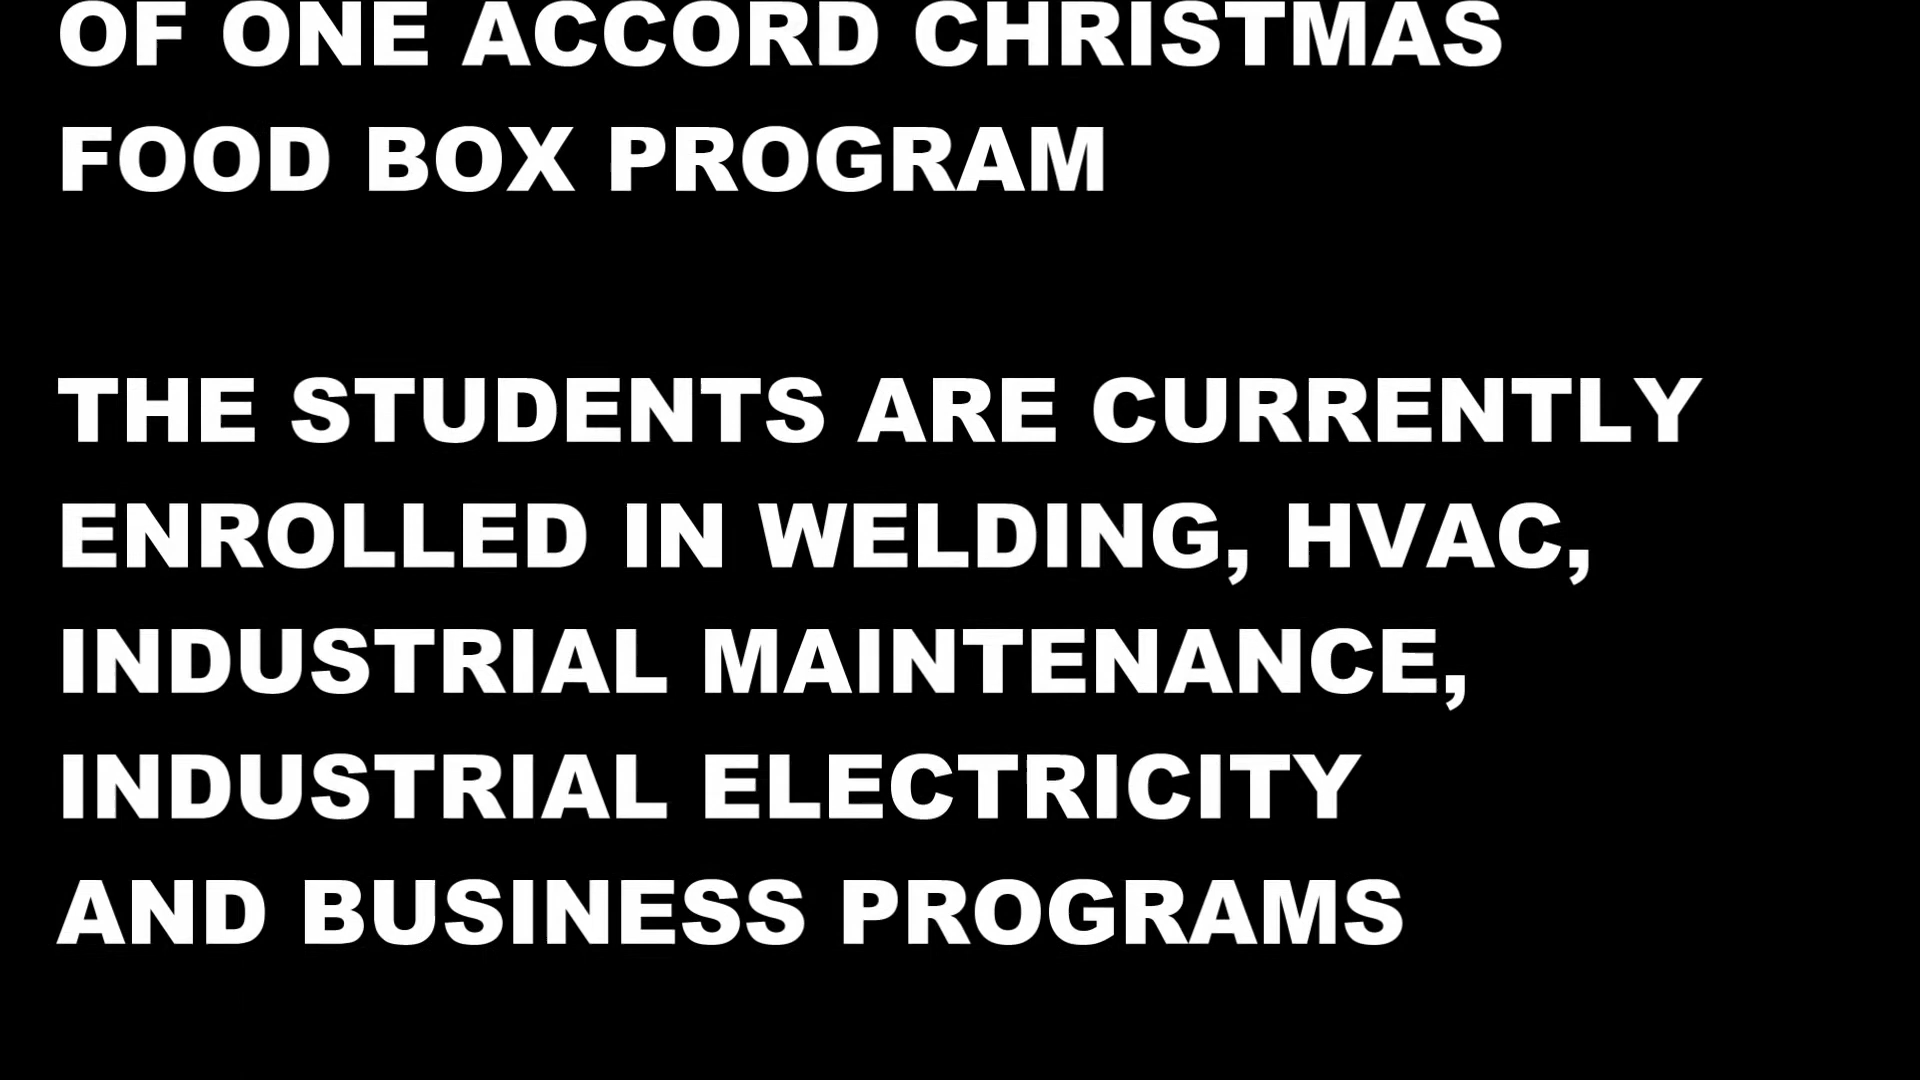 OF ONE ACCORD CHRISTMAS
FOOD BOX PROGRAM
THE STUDENTS ARE CURRENTLY
ENROLLED IN WELDING, HVAC,
INDUSTRIAL MAINTENANCE,
INDUSTRIAL ELECTRICITY
AND BUSINESS PROGRAMS